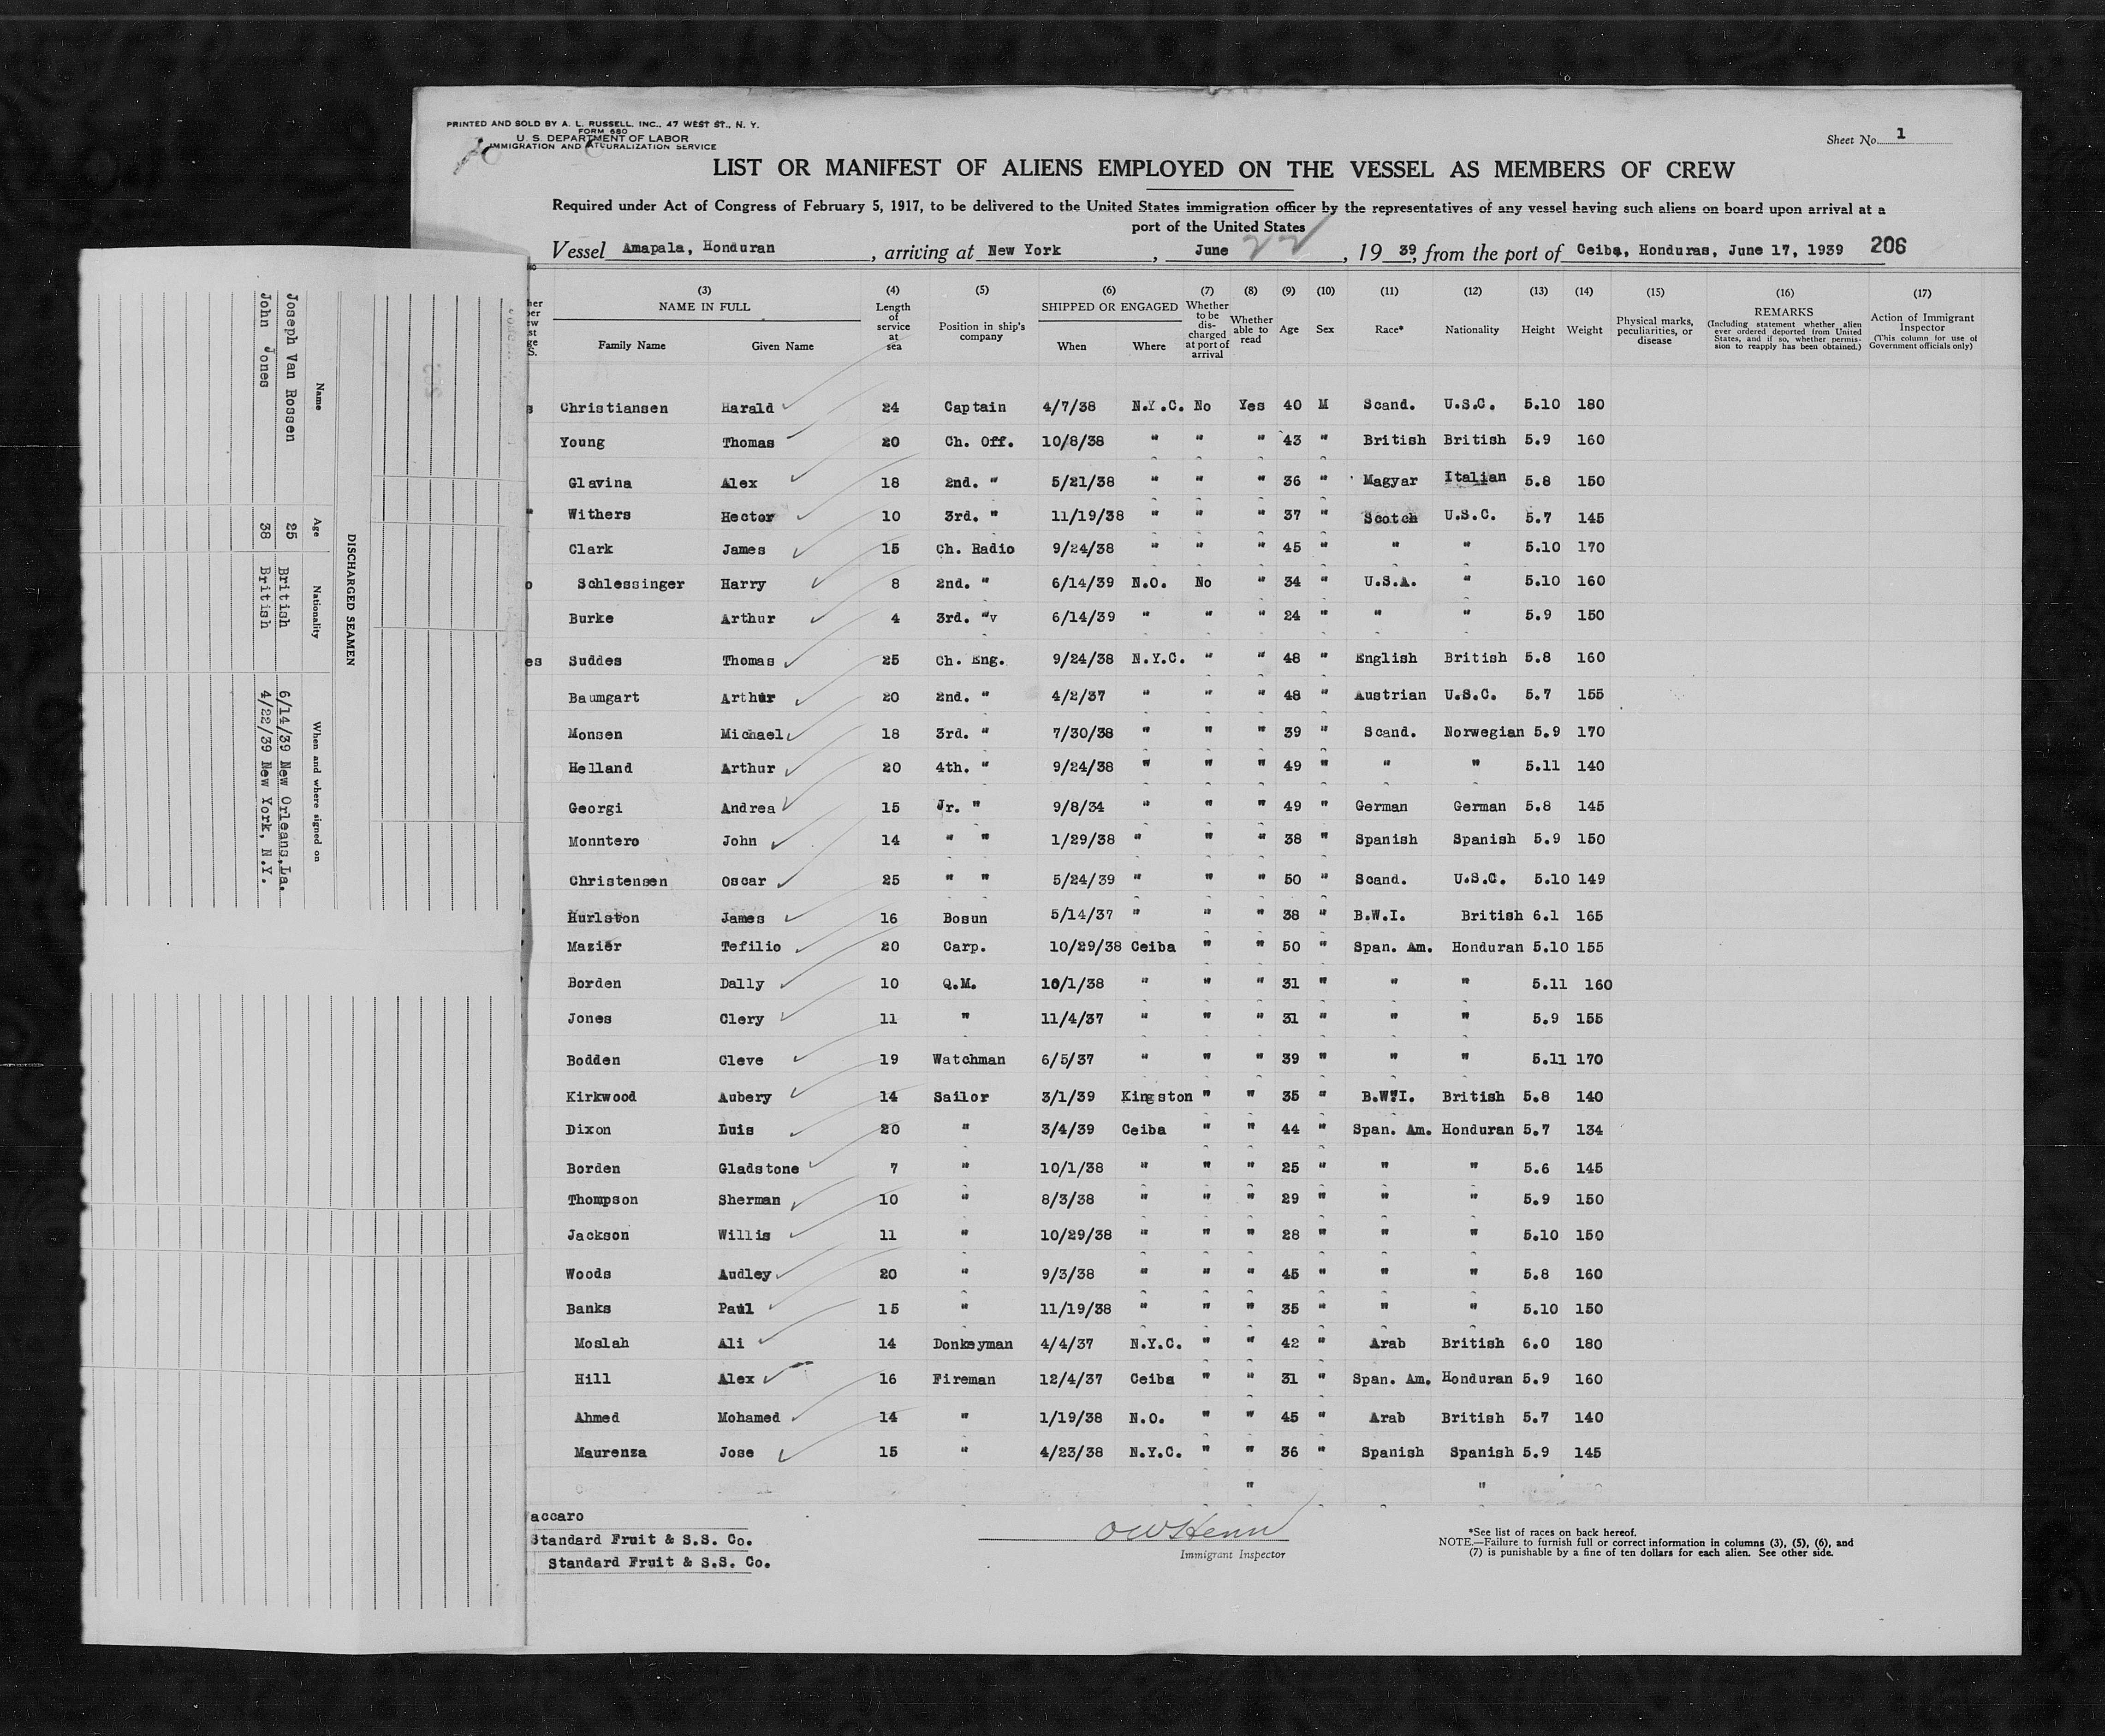 PRINTED AND SOLD BY A. L. RUSSELL, INC., 47 WEST ST., N. Y.
FORM 680
U. S. DEPARTMENT OF LABOR
IMMIGRATION AND NATURALIZATION SERVICE
Sheet No. 1
LIST OR MANIFEST OF ALIENS EMPLOYED ON THE VESSEL AS MEMBERS OF CREW
Required under Act of Congress of February 5, 1917, to be delivered to the United States immigration officer by the representatives of any vessel having such aliens on board upon arrival at a
port of the United States
Vessel Amapala, Honduran, arriving at New York, June 22, 19 39, from the port of Ceiba, Honduras, June 17, 1939 206
(3) (4) (5) (6) (7) (8) (9) (10) (11) (12) (13) (14) (15) (16) (17)
NAME IN FULL Family Name Given Name
Length of service at sea
Position in ship's company
SHIPPED OR ENGAGED When Where
Whether to be discharged at port of arrival
Whether able to read
Age Sex Race* Nationality Height Weight
Physical marks, peculiarities, or disease
REMARKS (Including statement whether alien ever ordered deported from United States, and if so, whether permission to reapply has been obtained.)
Action of Immigrant Inspector (This column for use of Government officials only)
Christiansen Harald 24 Captain 4/7/38 N.Y.C. No Yes 40 M Scand. U.S.C. 5.10 180
Young Thomas 20 Ch. Off. 10/8/38 " " " 43 " British British 5.9 160
Glavina Alex 18 2nd. " 5/21/38 " " " 36 " Magyar Italian 5.8 150
Withers Hector 10 3rd. " 11/19/38 " " " 37 " Scotch U.S.C. 5.7 145
Clark James 15 Ch. Radio 9/24/38 " " " 45 " " " 5.10 170
Schlessinger Harry 8 2nd. " 6/14/39 N.O. No " 34 " U.S.A. " 5.10 160
Burke Arthur 4 3rd. "v 6/14/39 " " " 24 " " " 5.9 150
Suddes Thomas 25 Ch. Eng. 9/24/38 N.Y.C. " " 48 " English British 5.8 160
Baumgart Arthur 20 2nd. " 4/2/37 " " " 48 " Austrian U.S.C. 5.7 155
Monsen Michael 18 3rd. " 7/30/38 " " " 39 " Scand. Norwegian 5.9 170
Helland Arthur 20 4th. " 9/24/38 " " " 49 " " " 5.11 140
Georgi Andrea 15 Jr. " 9/8/34 " " " 49 " German German 5.8 145
Monntero John 14 " " 1/29/38 " " " 38 " Spanish Spanish 5.9 150
Christensen Oscar 25 " " 5/24/39 " " " 50 " Scand. U.S.C. 5.10 149
Hurlston James 16 Bosun 5/14/37 " " " 38 " B.W.I. British 6.1 165
Mazier Tefilio 20 Carp. 10/29/38 Ceiba " " 50 " Span. Am. Honduran 5.10 155
Borden Dally 10 Q.M. 10/1/38 " " " 31 " " " 5.11 160
Jones Clery 11 " 11/4/37 " " " 31 " " " 5.9 155
Bodden Cleve 19 Watchman 6/5/37 " " " 39 " " " 5.11 170
Kirkwood Aubery 14 Sailor 3/1/39 Kingston " " 35 " B.W.I. British 5.8 140
Dixon Luis 20 " 3/4/39 Ceiba " " 44 " Span. Am. Honduran 5.7 134
Borden Gladstone 7 " 10/1/38 " " " 25 " " " 5.6 145
Thompson Sherman 10 " 8/3/38 " " " 29 " " " 5.9 150
Jackson Willis 11 " 10/29/38 " " " 28 " " " 5.10 150
Woods Audley 20 " 9/3/38 " " " 45 " " " 5.8 160
Banks Paul 15 " 11/19/38 " " " 35 " " " 5.10 150
Moslah Ali 14 Donkeyman 4/4/37 N.Y.C. " " 42 " Arab British 6.0 180
Hill Alex 16 Fireman 12/4/37 Ceiba " " 31 " Span. Am. Honduran 5.9 160
Ahmed Mohamed 14 " 1/19/38 N.O. " " 45 " Arab British 5.7 140
Maurenza Jose 15 " 4/23/38 N.Y.C. " " 36 " Spanish Spanish 5.9 145
" "
accaro
Standard Fruit & S.S. Co.
Standard Fruit & S.S. Co.
Immigrant Inspector
*See list of races on back hereof.
NOTE.—Failure to furnish full or correct information in columns (3), (5), (6), and
(7) is punishable by a fine of ten dollars for each alien. See other side.
DISCHARGED SEAMEN
Name Age Nationality When and where signed on
Joseph Van Rossen 25 British 6/14/39 New Orleans, La.
John Jones 38 British 4/22/39 New York, N.Y.